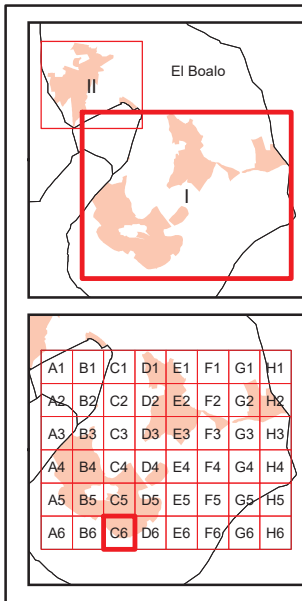 El Boalo
II
I
A1 B1 C1 D1 E1 F1 G1 H1
A2 B2 C2 D2 E2 F2 G2 H2
A3 B3 C3 D3 E3 F3 G3 H3
A4 B4 C4 D4 E4 F4 G4 H4
A5 B5 C5 D5 E5 F5 G5 H5
A6 B6 C6 D6 E6 F6 G6 H6